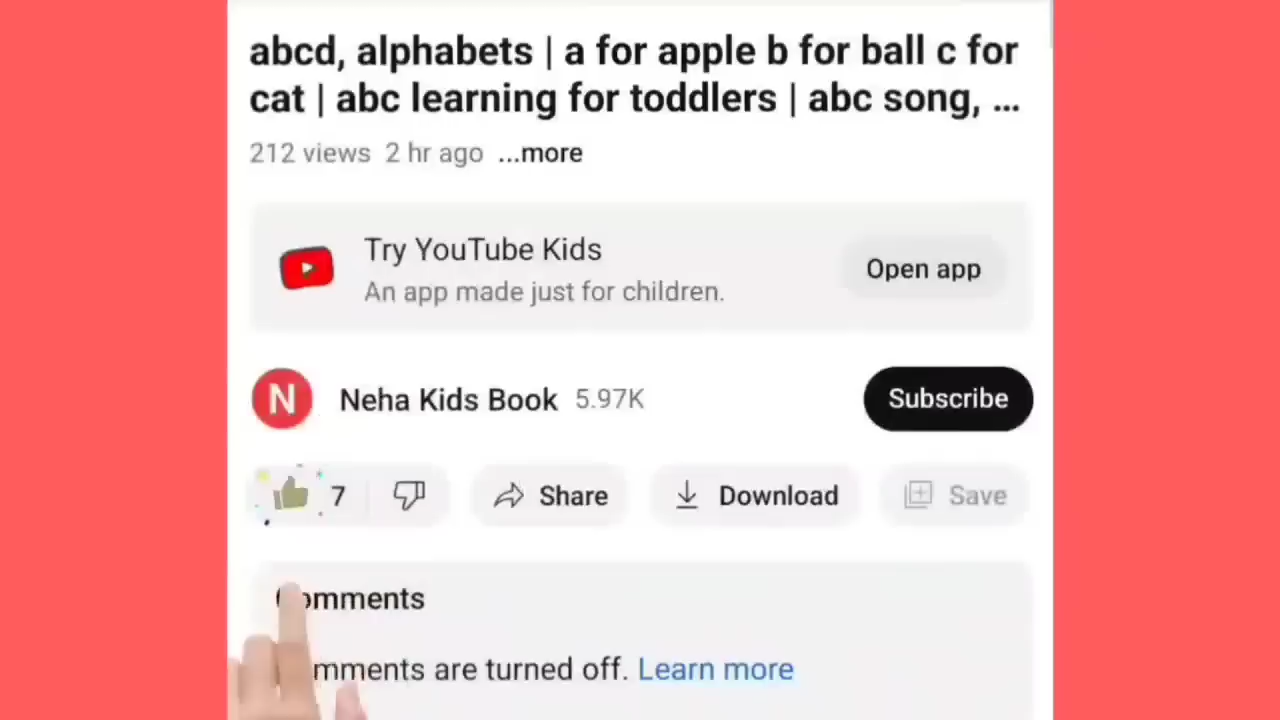 abcd, alphabets | a for apple b for ball c for
cat | abc learning for toddlers | abc song, ...
212 views 2 hr ago ...more
Try YouTube Kids
An app made just for children.
Open app
N Neha Kids Book 5.97K Subscribe
7 Share Download Save
Comments
mments are turned off. Learn more